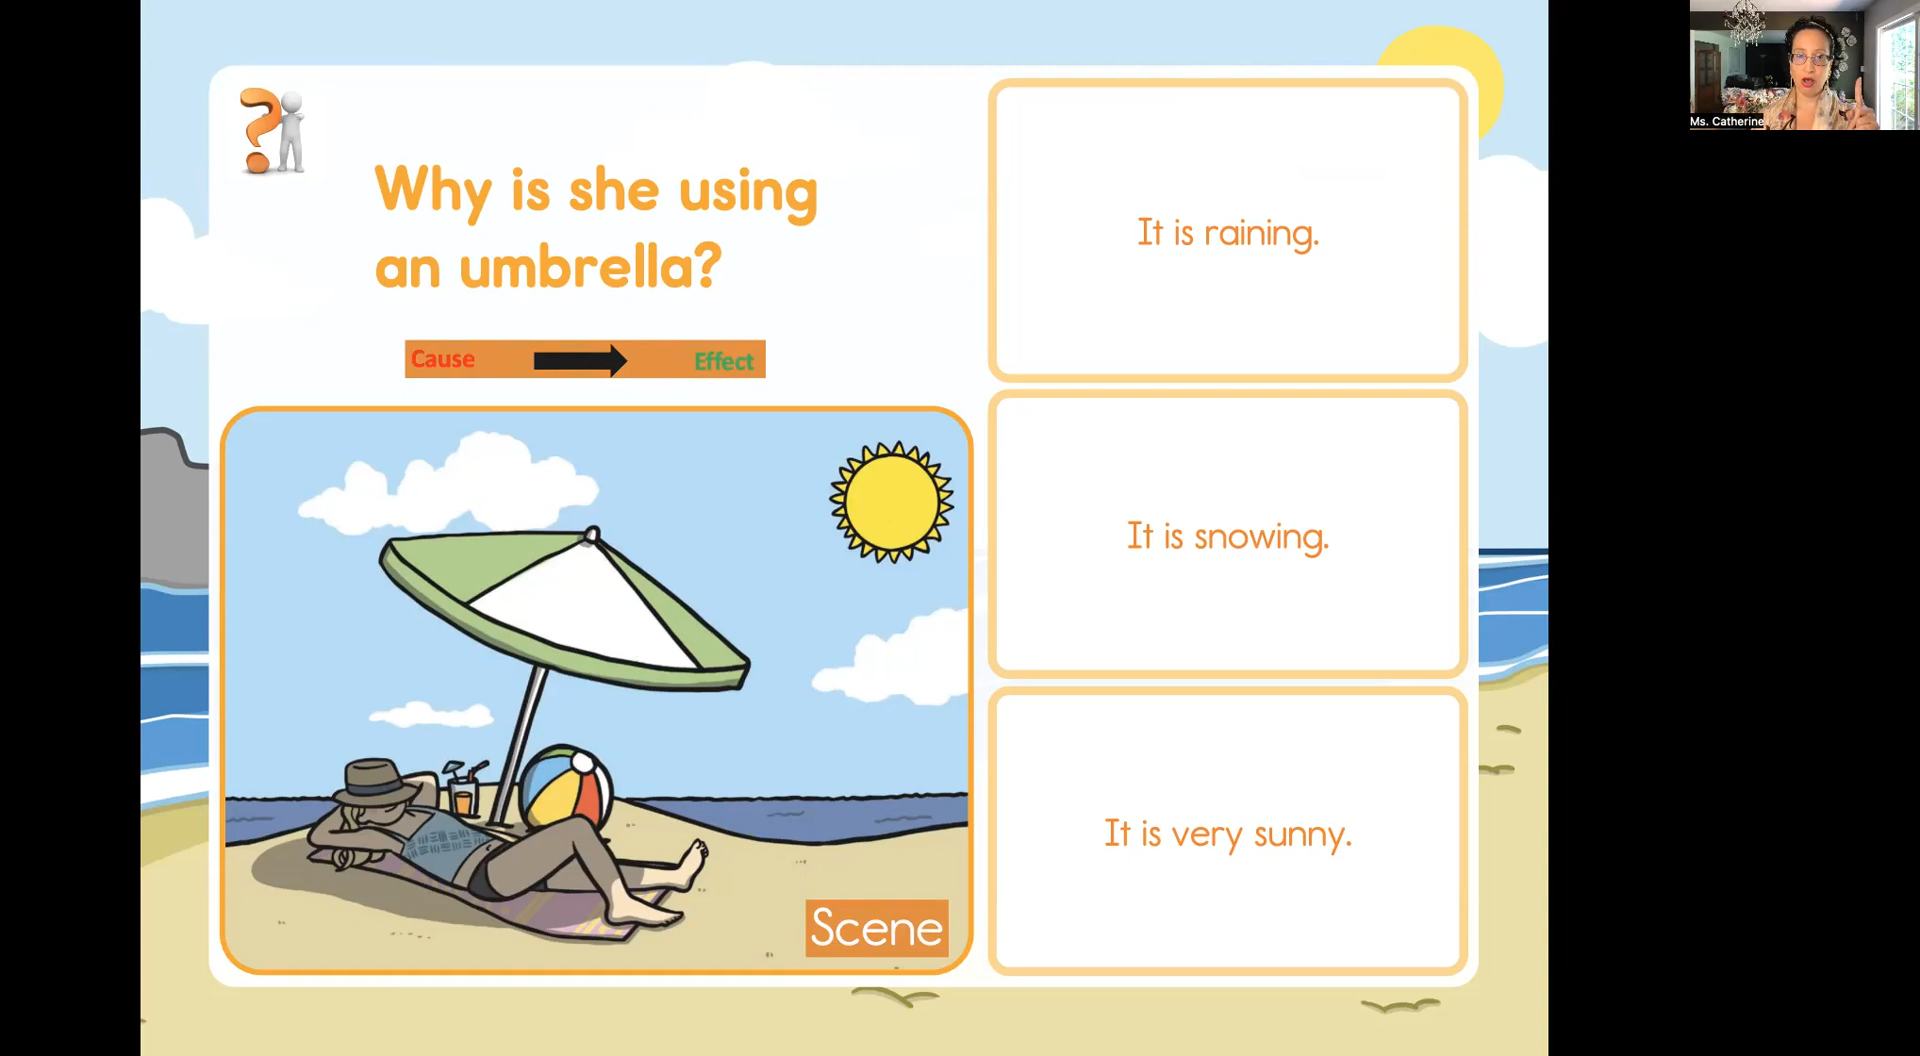 Why is she using
an umbrella?
Cause
Effect
Scene
It is raining.
It is snowing.
It is very sunny.
Ms. Catherine